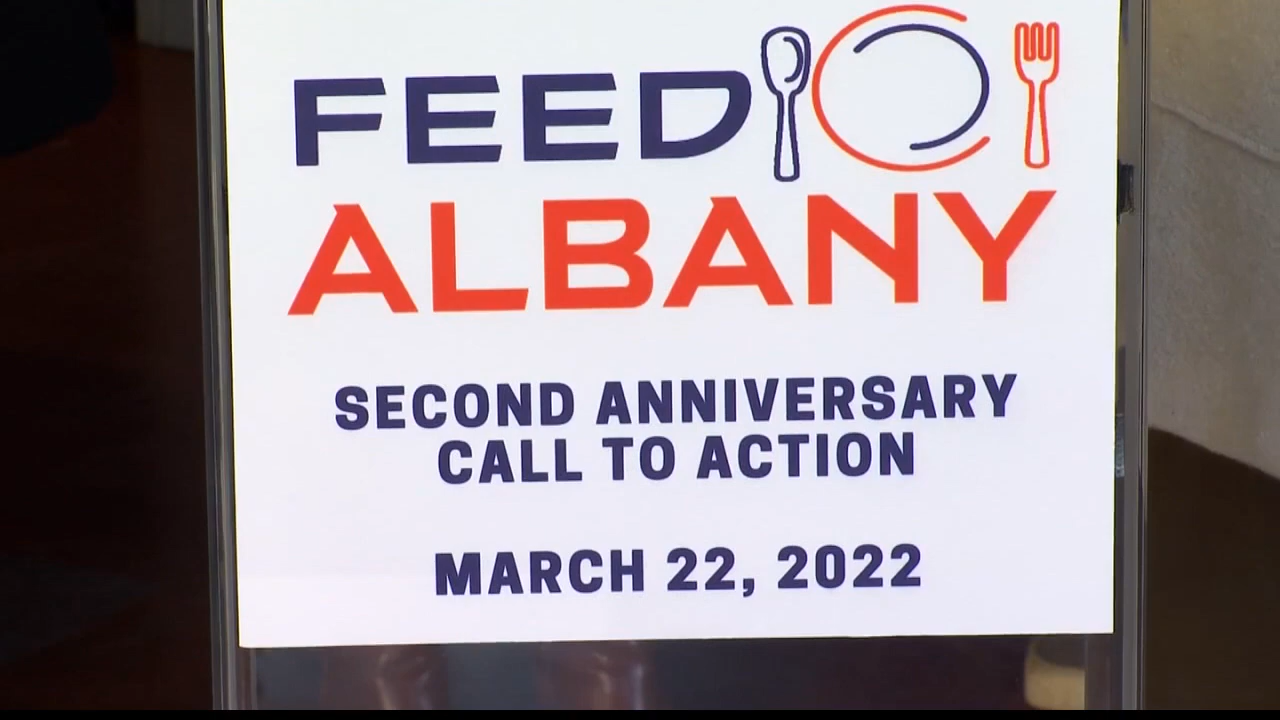 FEED
ALBANY
SECOND ANNIVERSARY
CALL TO ACTION
MARCH 22, 2022